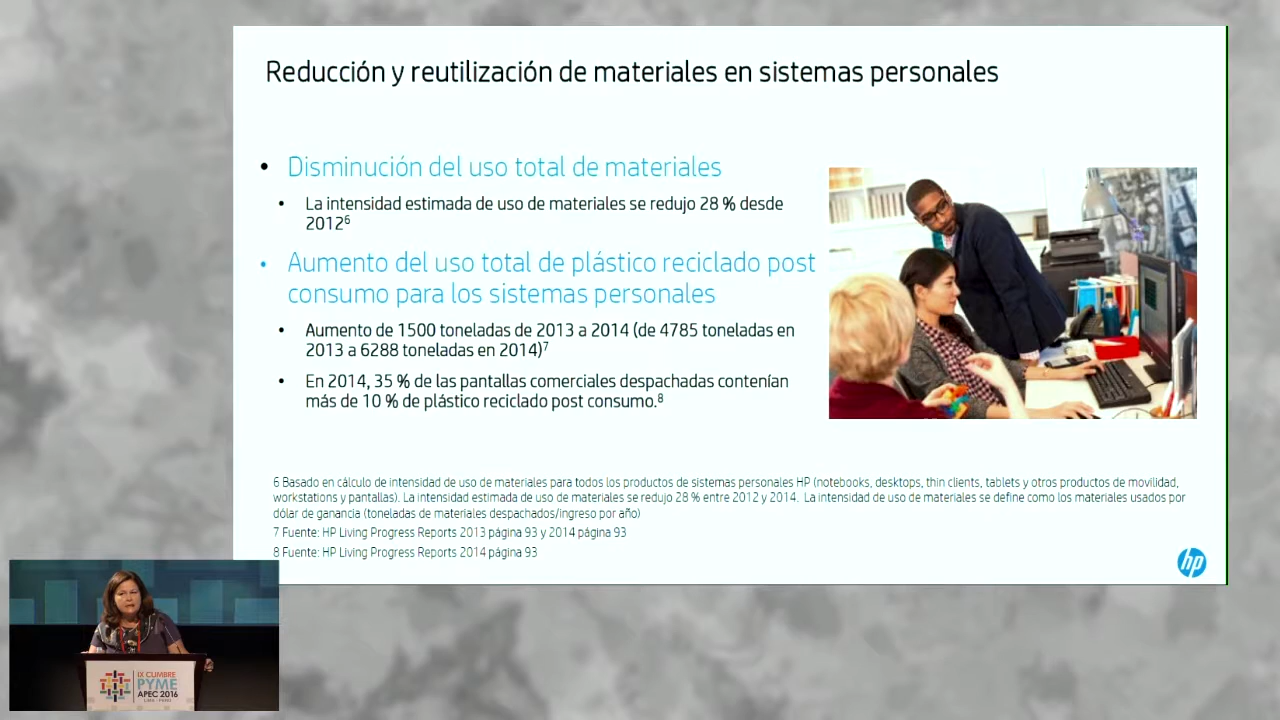 Reducción y reutilización de materiales en sistemas personales
• Disminución del uso total de materiales
• La intensidad estimada de uso de materiales se redujo 28 % desde
2012⁶
• Aumento del uso total de plástico reciclado post
consumo para los sistemas personales
• Aumento de 1500 toneladas de 2013 a 2014 (de 4785 toneladas en
2013 a 6288 toneladas en 2014)⁷
• En 2014, 35 % de las pantallas comerciales despachadas contenían
más de 10 % de plástico reciclado post consumo.⁸
6 Basado en cálculo de intensidad de uso de materiales para todos los productos de sistemas personales HP (notebooks, desktops, thin clients, tablets y otros productos de movilidad,
workstations y pantallas). La intensidad estimada de uso de materiales se redujo 28 % entre 2012 y 2014. La intensidad de uso de materiales se define como los materiales usados por
dólar de ganancia (toneladas de materiales despachados/ingreso por año)
7 Fuente: HP Living Progress Reports 2013 página 93 y 2014 página 93
8 Fuente: HP Living Progress Reports 2014 página 93
hp
IX CUMBRE
PYME
APEC 2016
LIMA - PERÚ